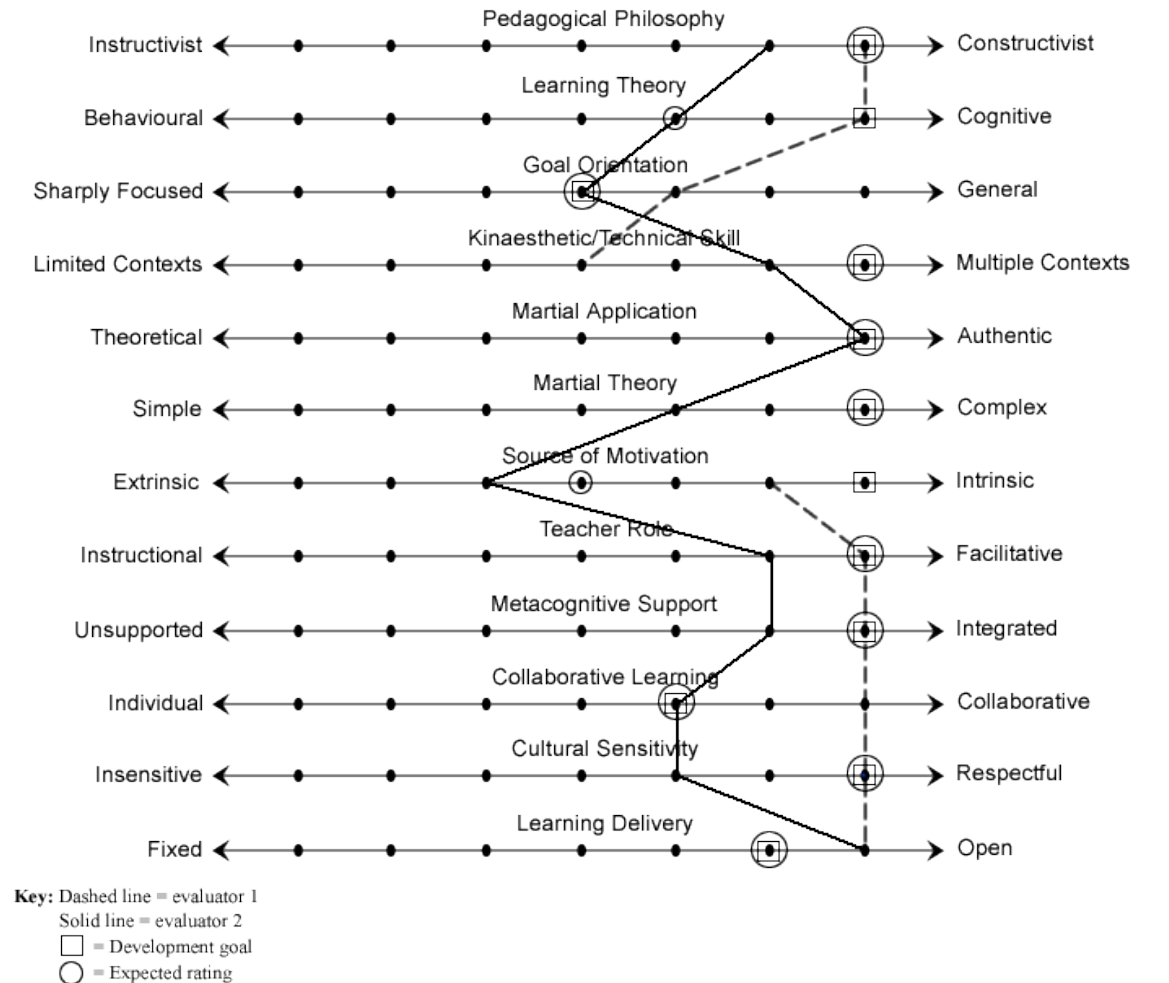 Pedagogical Philosophy
Instructivist Constructivist
Learning Theory
Behavioural Cognitive
Goal Orientation
Sharply Focused General
Kinaesthetic/Technical Skill
Limited Contexts Multiple Contexts
Martial Application
Theoretical Authentic
Martial Theory
Simple Complex
Source of Motivation
Extrinsic Intrinsic
Teacher Role
Instructional Facilitative
Metacognitive Support
Unsupported Integrated
Collaborative Learning
Individual Collaborative
Cultural Sensitivity
Insensitive Respectful
Learning Delivery
Fixed Open
Key: Dashed line = evaluator 1
Solid line = evaluator 2
= Development goal
= Expected rating